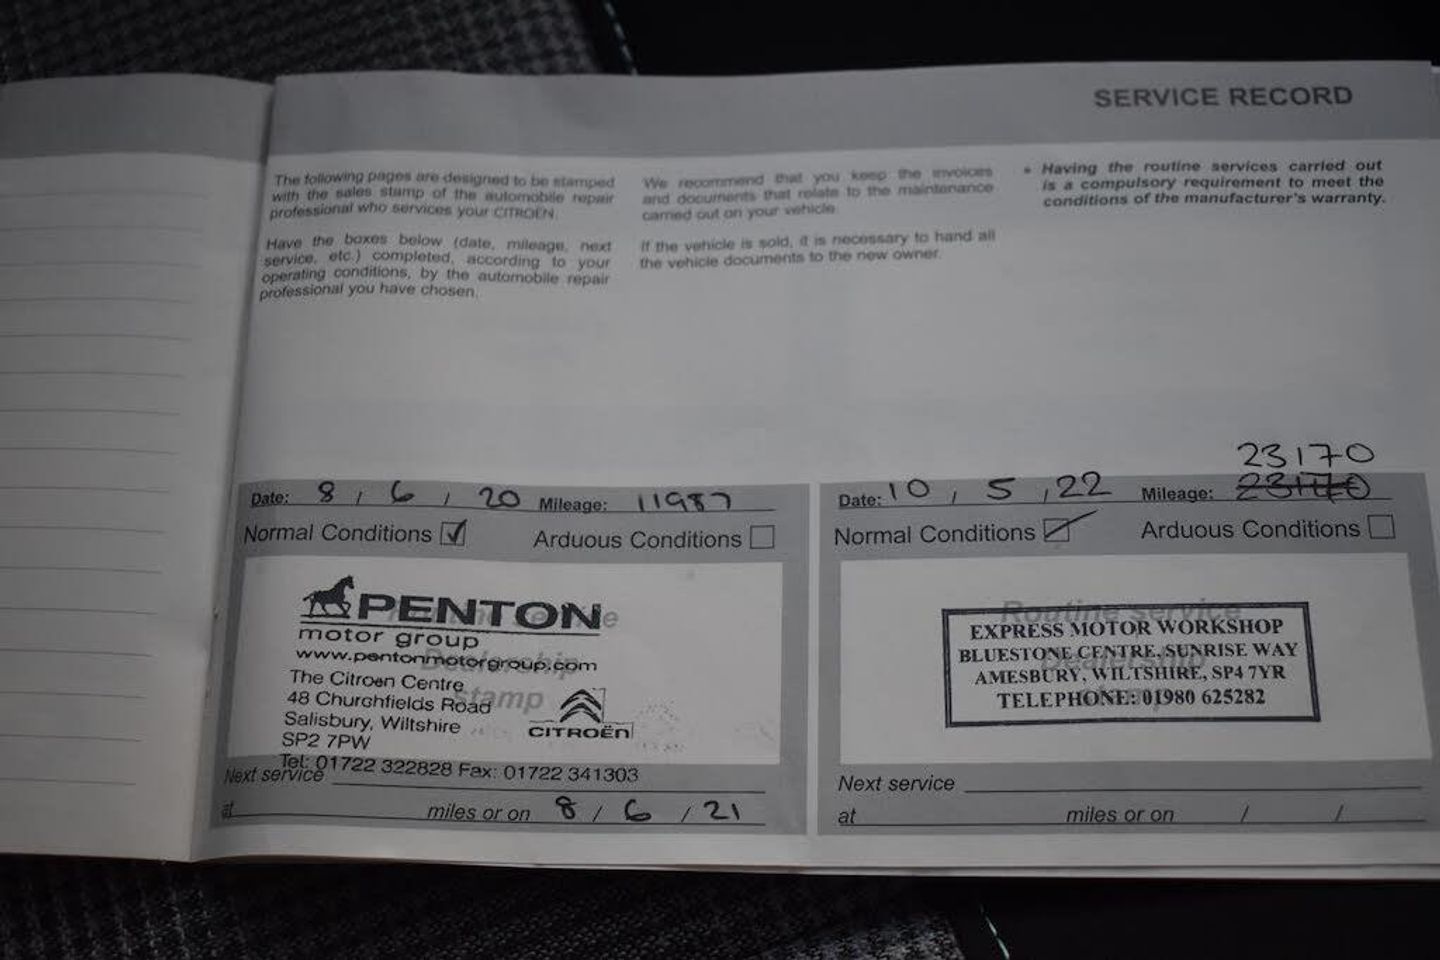 SERVICE RECORD
The following pages are designed to be stamped
with the sales stamp of the automobile repair
professional who services your CITROËN.
Have the boxes below (date, mileage, next
service, etc.) completed, according to your
operating conditions, by the automobile repair
professional you have chosen.
We recommend that you keep the invoices
and documents that relate to the maintenance
carried out on your vehicle.
If the vehicle is sold, it is necessary to hand all
the vehicle documents to the new owner.
• Having the routine services carried out
is a compulsory requirement to meet the
conditions of the manufacturer's warranty.
Date: 8 / 6 / 20 Mileage: 11987
Normal Conditions ✓ Arduous Conditions
PENTON
motor group
www.pentonmotorgroup.com
The Citroen Centre
48 Churchfields Road
Salisbury, Wiltshire
SP2 7PW
Tel: 01722 322828 Fax: 01722 341303
CITROËN
Stamp
Next service
at miles or on 8 / 6 / 21
23170
Date: 10 / 5 / 22 Mileage: 23170
Normal Conditions Arduous Conditions
Routine service
EXPRESS MOTOR WORKSHOP
BLUESTONE CENTRE, SUNRISE WAY
AMESBURY, WILTSHIRE, SP4 7YR
TELEPHONE: 01980 625282
Dealership
Next service
at miles or on / /